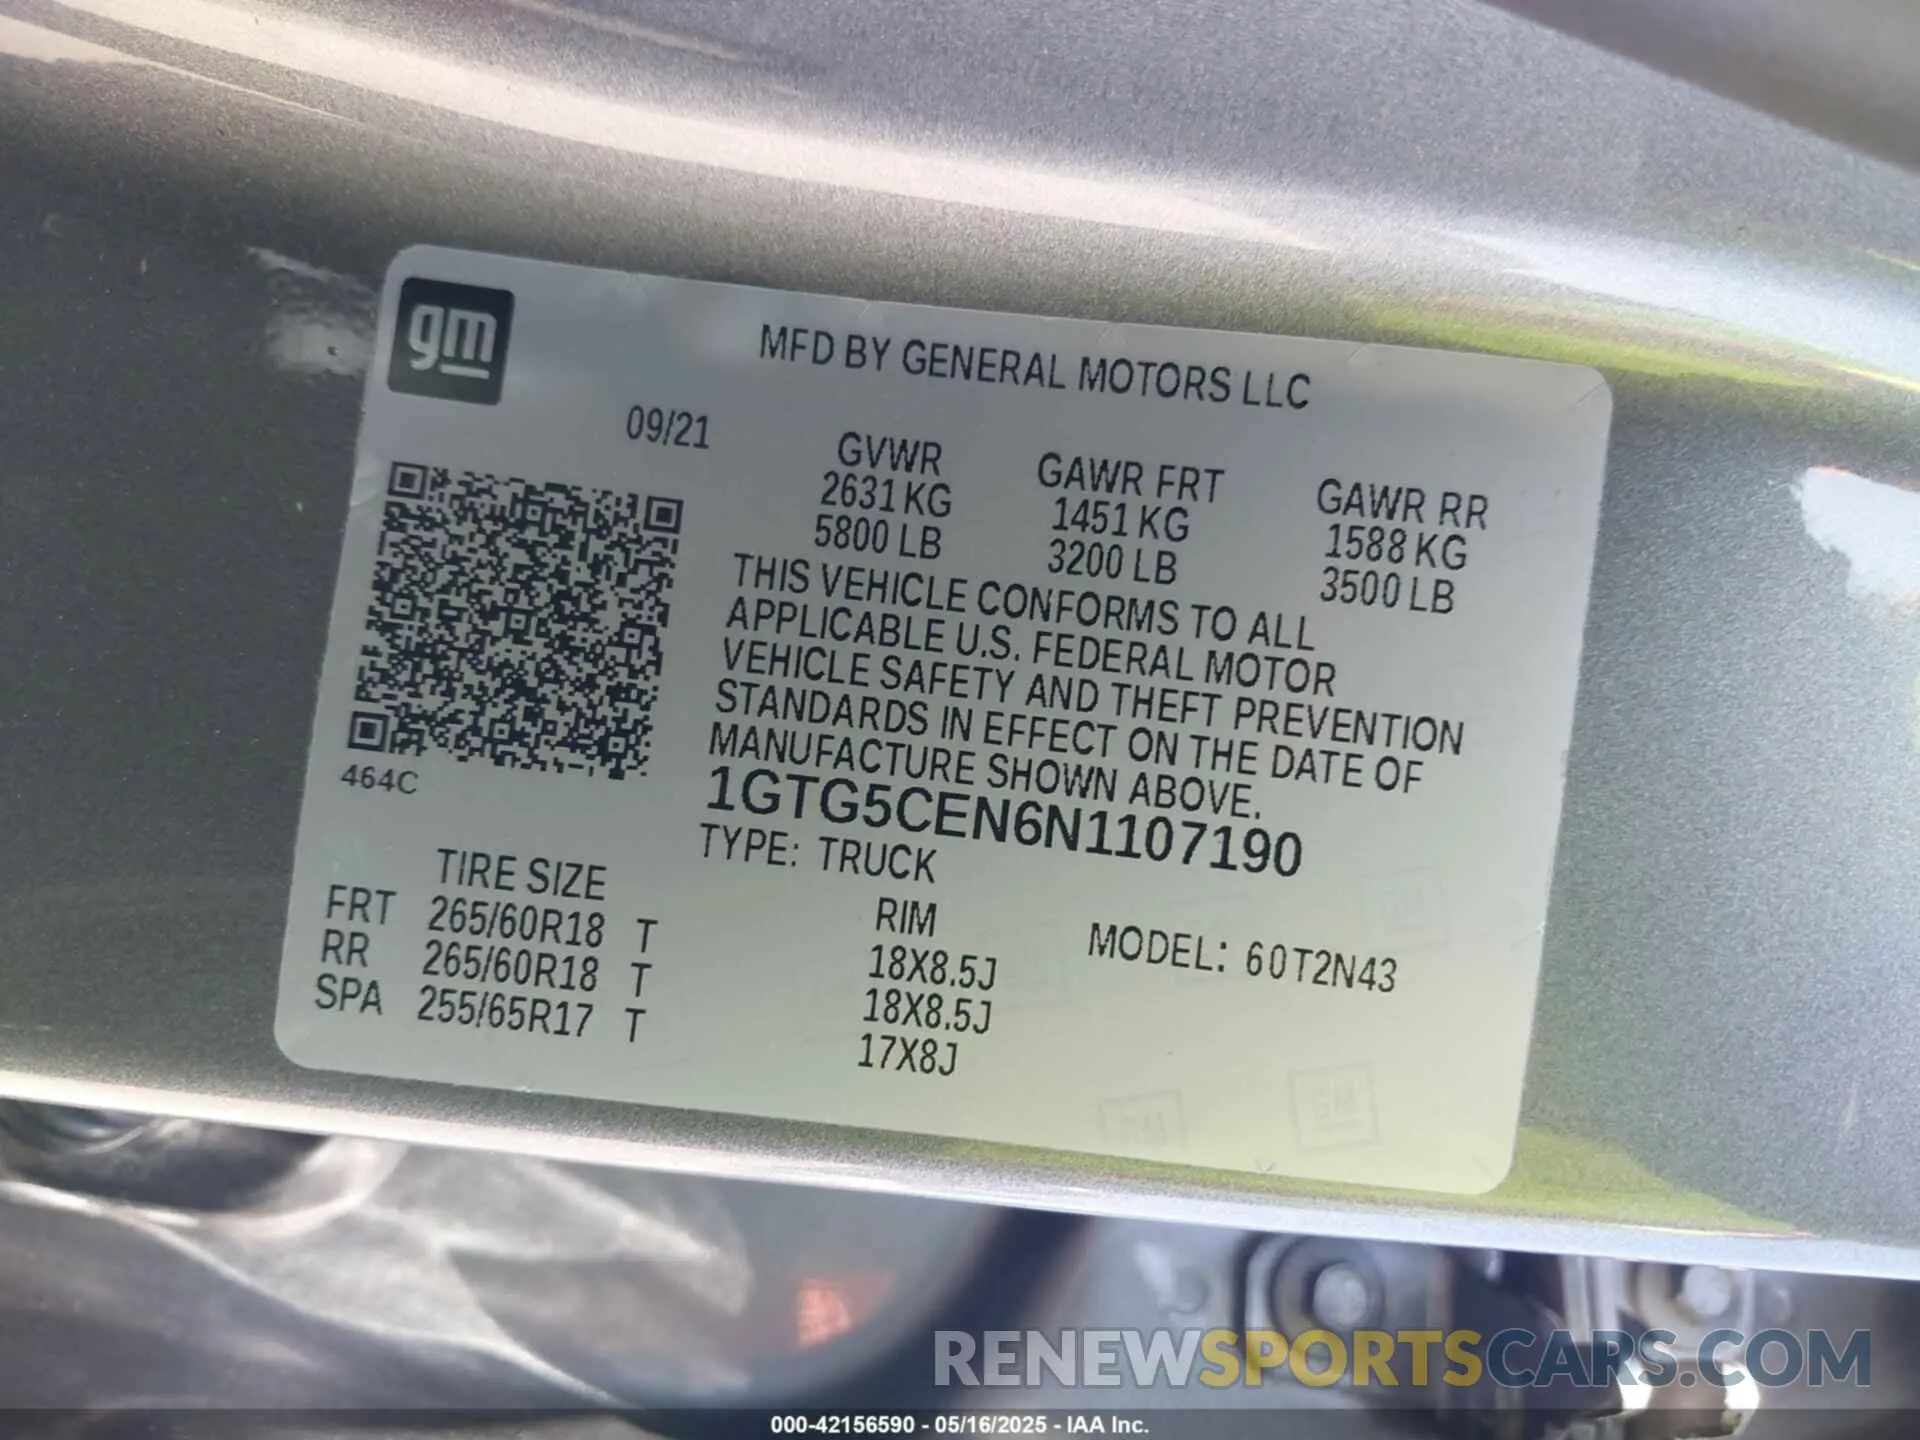 gm
MFD BY GENERAL MOTORS LLC
09/21
GVWR GAWR FRT GAWR RR
2631 KG 1451 KG 1588 KG
5800 LB 3200 LB 3500 LB
THIS VEHICLE CONFORMS TO ALL
APPLICABLE U.S. FEDERAL MOTOR
VEHICLE SAFETY AND THEFT PREVENTION
STANDARDS IN EFFECT ON THE DATE OF
MANUFACTURE SHOWN ABOVE.
464C
1GTG5CEN6N1107190
TYPE: TRUCK
TIRE SIZE RIM MODEL: 60T2N43
FRT 265/60R18 T 18X8.5J
RR 265/60R18 T 18X8.5J
SPA 255/65R17 T 17X8J
GM
GM
GM
RENEWSPORTSCARS.COM
000-42156590 - 05/16/2025 - IAA Inc.